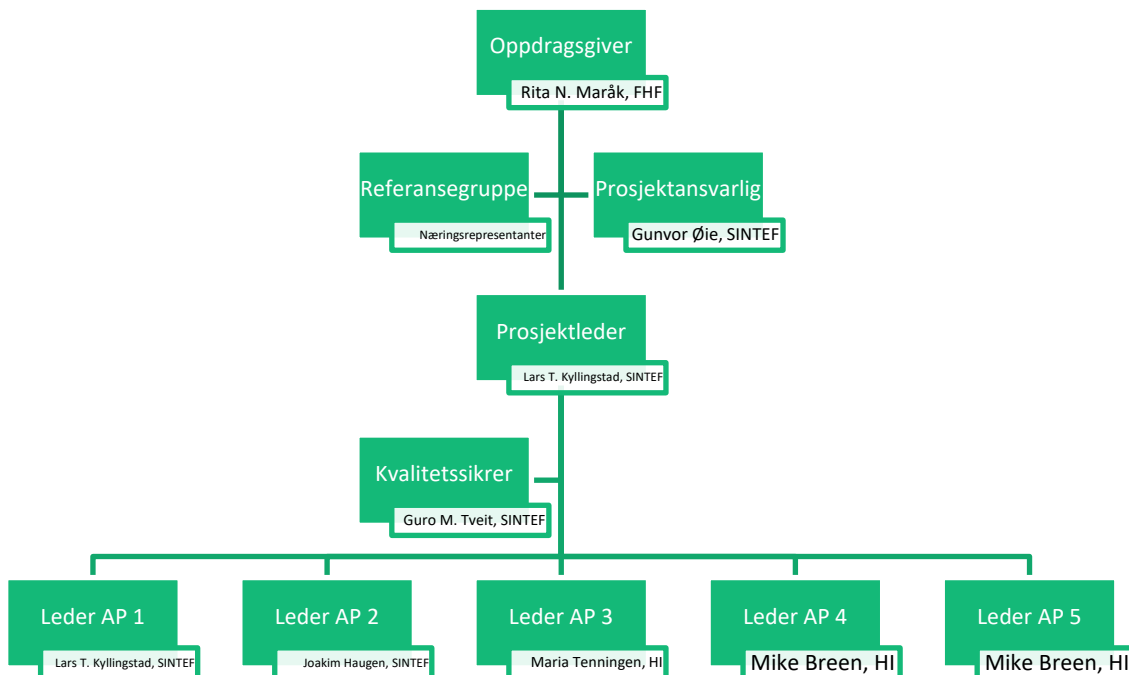 Oppdragsgiver
Rita N. Maråk, FHF
Referansegruppe
Næringsrepresentanter
Prosjektansvarlig
Gunvor Øie, SINTEF
Prosjektleder
Lars T. Kyllingstad, SINTEF
Kvalitetssikrer
Guro M. Tveit, SINTEF
Leder AP 1
Lars T. Kyllingstad, SINTEF
Leder AP 2
Joakim Haugen, SINTEF
Leder AP 3
Maria Tenningen, HI
Leder AP 4
Mike Breen, HI
Leder AP 5
Mike Breen, HI